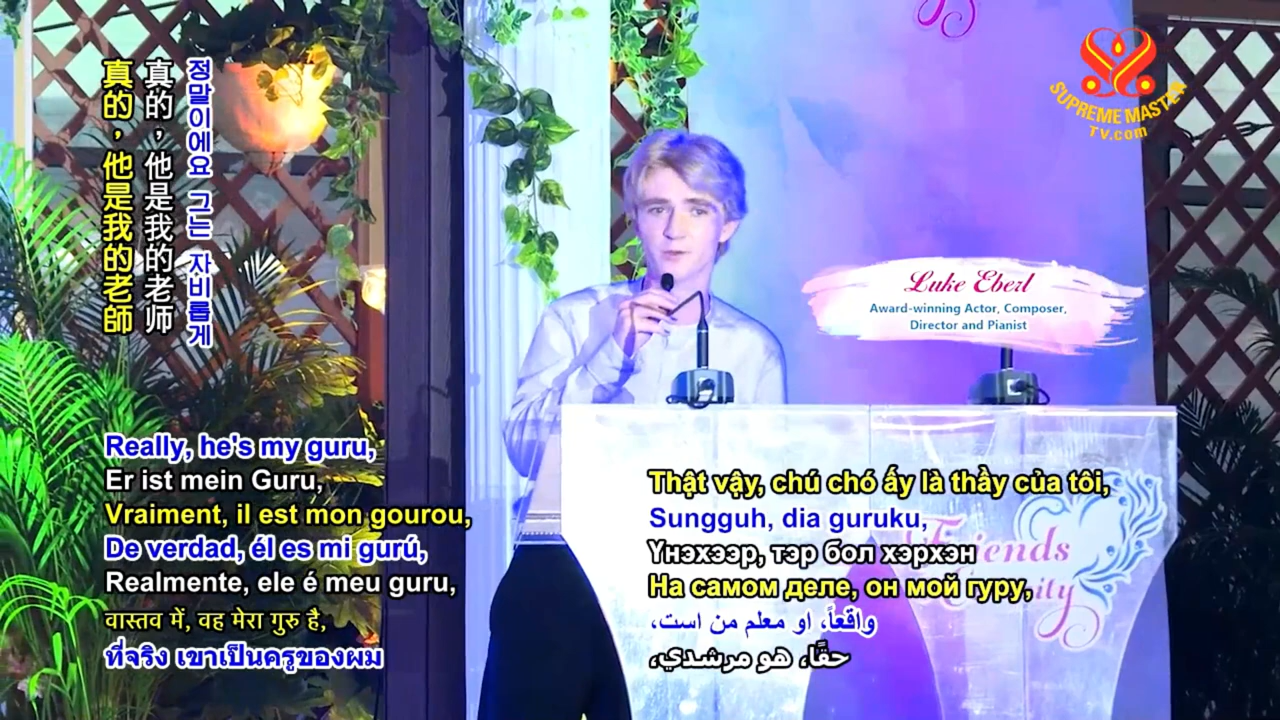 SUPREME MASTER
TV.com
정말이에요 그는 자비롭게
真的，他是我的老师
真的，他是我的老師
Luke Eberl
Award-winning Actor, Composer,
Director and Pianist
Really, he's my guru,
Er ist mein Guru,
Vraiment, il est mon gourou,
De verdad, él es mi gurú,
Realmente, ele é meu guru,
वास्तव में, वह मेरा गुरु है,
ที่จริง เขาเป็นครูของผม
Thật vậy, chú chó ấy là thầy của tôi,
Sungguh, dia guruku,
Үнэхээр, тэр бол хэрхэн
На самом деле, он мой гуру,
واقعاً، او معلم من است،
حقًا، هو مرشدي،
Friends